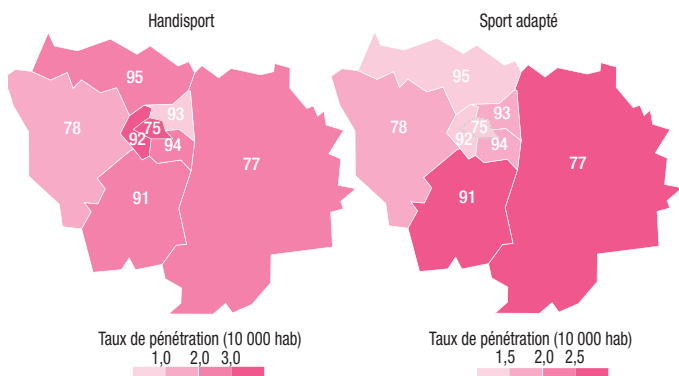 Handisport
95
78
93
75
92
94
77
91
Taux de pénétration (10 000 hab)
1,0 2,0 3,0
Sport adapté
95
78
93
75
92
94
77
91
Taux de pénétration (10 000 hab)
1,5 2,0 2,5